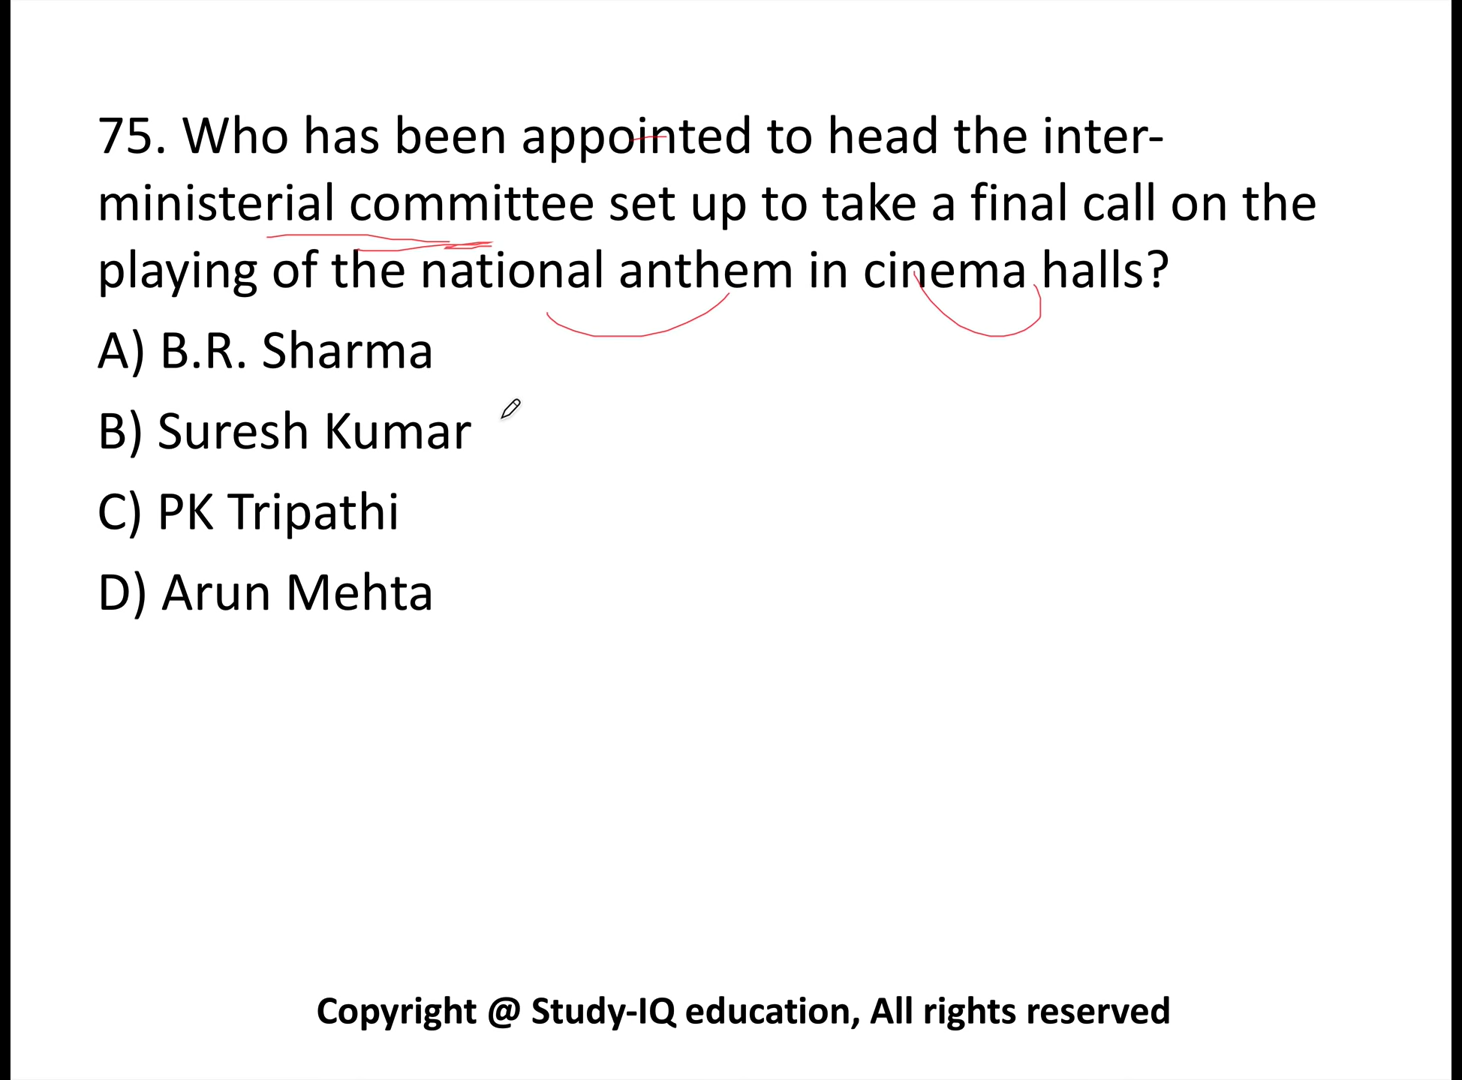 75. Who has been appointed to head the inter-
ministerial committee set up to take a final call on the
playing of the national anthem in cinema halls?
A) B.R. Sharma
B) Suresh Kumar
C) PK Tripathi
D) Arun Mehta
Copyright @ Study-IQ education, All rights reserved